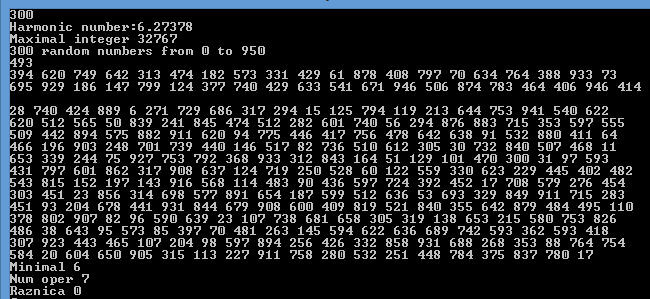 300
Harmonic number:6.27378
Maximal integer 32767
300 random numbers from 0 to 950
493
394 620 749 642 313 474 182 573 331 429 61 878 408 797 70 634 764 388 933 73
695 929 186 147 799 124 377 740 429 633 541 671 946 506 874 783 464 406 946 414
28 740 424 889 6 271 729 686 317 294 15 125 794 119 213 644 753 941 540 622
620 512 565 50 839 241 845 474 512 282 601 740 56 294 876 883 715 353 597 555
509 442 894 575 882 911 620 94 775 446 417 756 478 642 638 91 532 880 411 64
466 196 903 248 701 739 440 146 517 82 736 510 612 305 30 732 840 507 468 11
653 339 244 75 927 753 792 368 933 312 843 164 51 129 101 470 300 31 97 593
431 797 601 862 317 908 637 124 719 250 528 60 122 559 330 623 229 445 402 482
543 815 152 197 143 916 568 114 483 90 436 597 724 392 452 17 708 579 276 454
303 451 23 856 314 698 577 891 654 187 599 512 636 53 693 329 849 911 715 283
451 93 204 678 441 931 844 679 908 600 409 819 521 840 355 642 879 484 495 110
378 802 907 82 96 590 639 23 107 738 681 658 305 319 138 653 215 580 753 826
486 38 643 95 573 85 397 70 481 263 145 594 622 636 689 742 593 362 593 418
307 923 443 465 107 204 98 597 894 256 426 332 858 931 688 268 353 88 764 754
584 20 604 650 905 315 113 227 911 758 280 532 251 448 784 375 837 780 17
Minimal 6
Num oper 7
Raznica 0